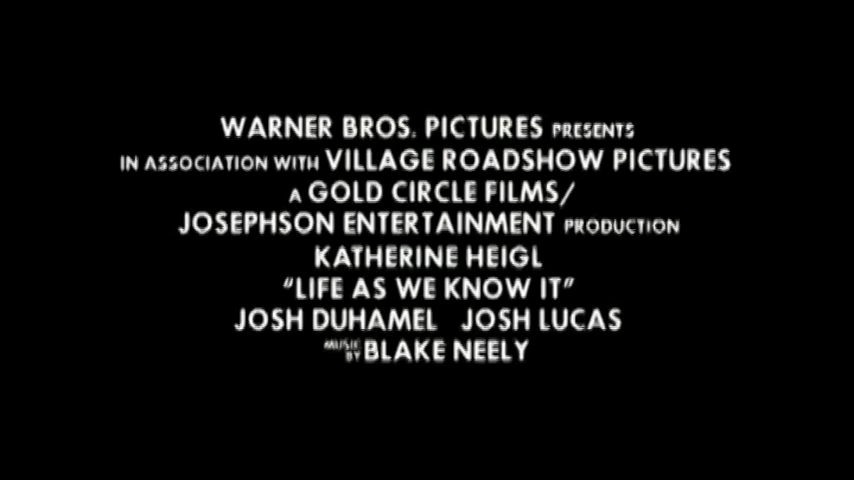 WARNER BROS. PICTURES PRESENTS
IN ASSOCIATION WITH VILLAGE ROADSHOW PICTURES
A GOLD CIRCLE FILMS/
JOSEPHSON ENTERTAINMENT PRODUCTION
KATHERINE HEIGL
“LIFE AS WE KNOW IT”
JOSH DUHAMEL JOSH LUCAS
MUSIC BY BLAKE NEELY